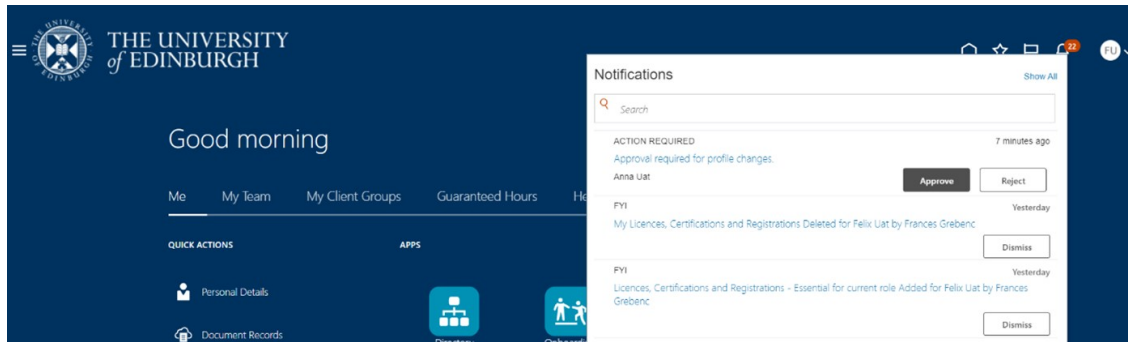 THE UNIVERSITY
of EDINBURGH
22
FU
Good morning
Me My Team My Client Groups Guaranteed Hours He
QUICK ACTIONS APPS
Personal Details
Document Records
Directory
Notifications
Show All
Search
ACTION REQUIRED 7 minutes ago
Approval required for profile changes.
Anna Uat
Approve Reject
FYI Yesterday
My Licences, Certifications and Registrations Deleted for Felix Uat by Frances Grebenc
Dismiss
FYI Yesterday
Licences, Certifications and Registrations - Essential for current role Added for Felix Uat by Frances
Grebenc
Dismiss